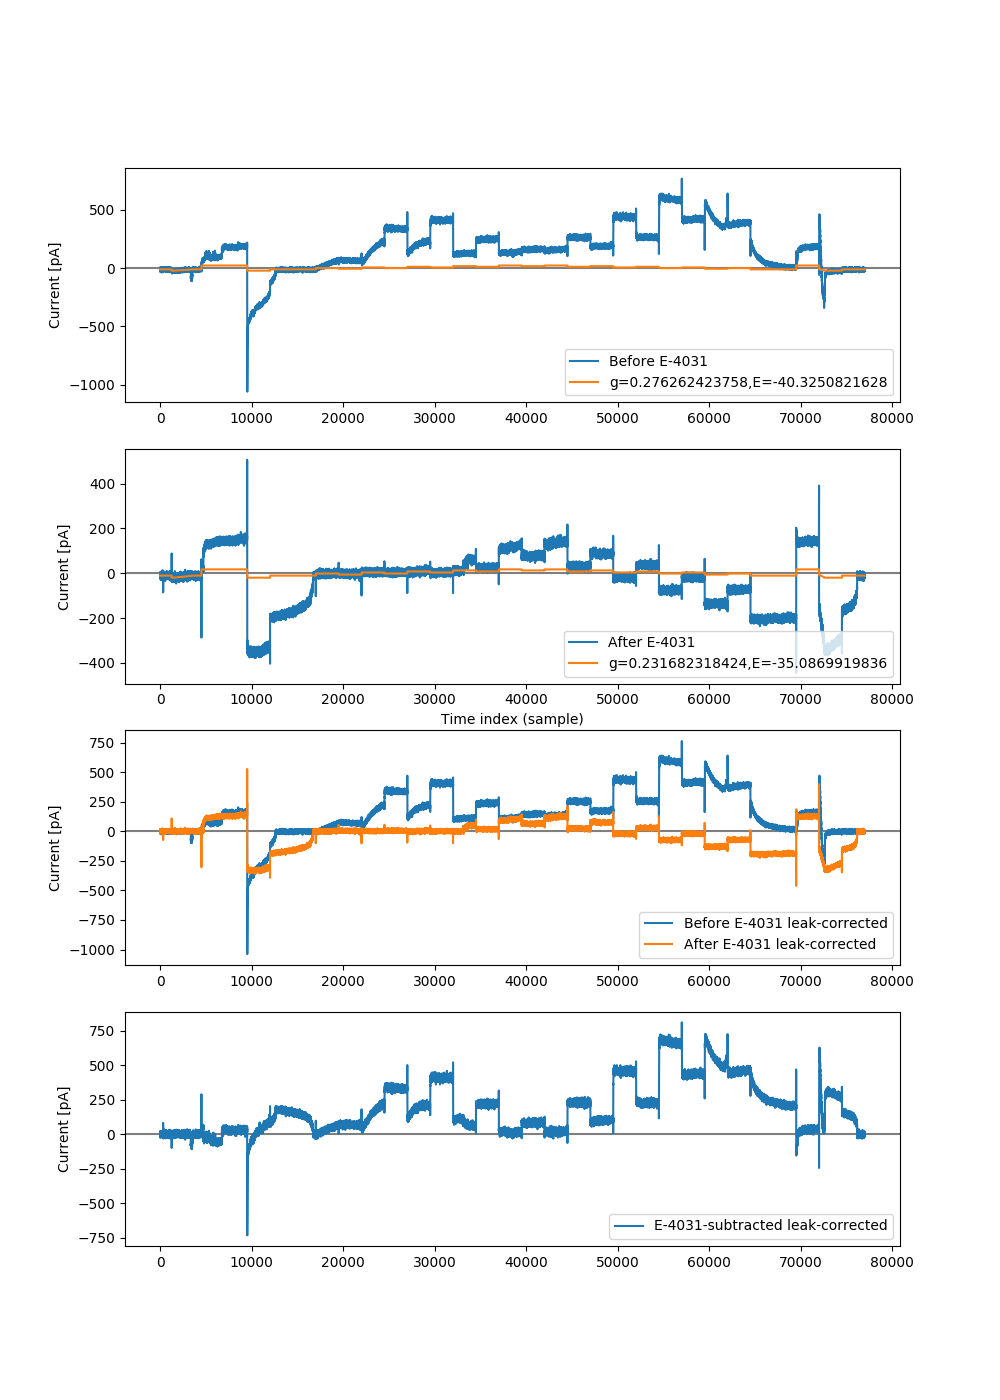 500
0
−500
−1000
Current [pA]
Before E-4031
g=0.276262423758,E=-40.3250821628
0 10000 20000 30000 40000 50000 60000 70000 80000
400
200
0
−200
−400
Current [pA]
After E-4031
g=0.231682318424,E=-35.0869919836
0 10000 20000 30000 40000 50000 60000 70000 80000
Time index (sample)
750
500
250
0
−250
−500
−750
−1000
Current [pA]
Before E-4031 leak-corrected
After E-4031 leak-corrected
0 10000 20000 30000 40000 50000 60000 70000 80000
750
500
250
0
−250
−500
−750
Current [pA]
E-4031-subtracted leak-corrected
0 10000 20000 30000 40000 50000 60000 70000 80000